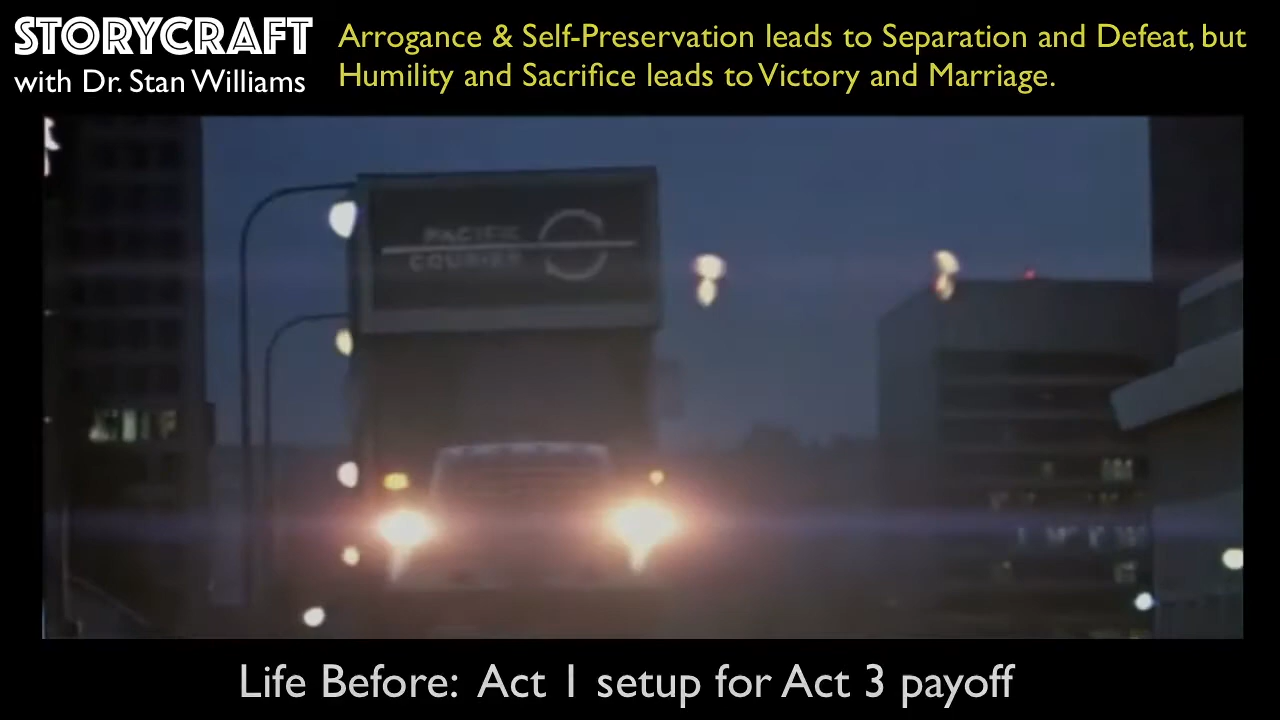 STORYCRAFT
with Dr. Stan Williams
Arrogance & Self-Preservation leads to Separation and Defeat, but
Humility and Sacrifice leads to Victory and Marriage.
PACIFIC
COURIER
Life Before: Act 1 setup for Act 3 payoff